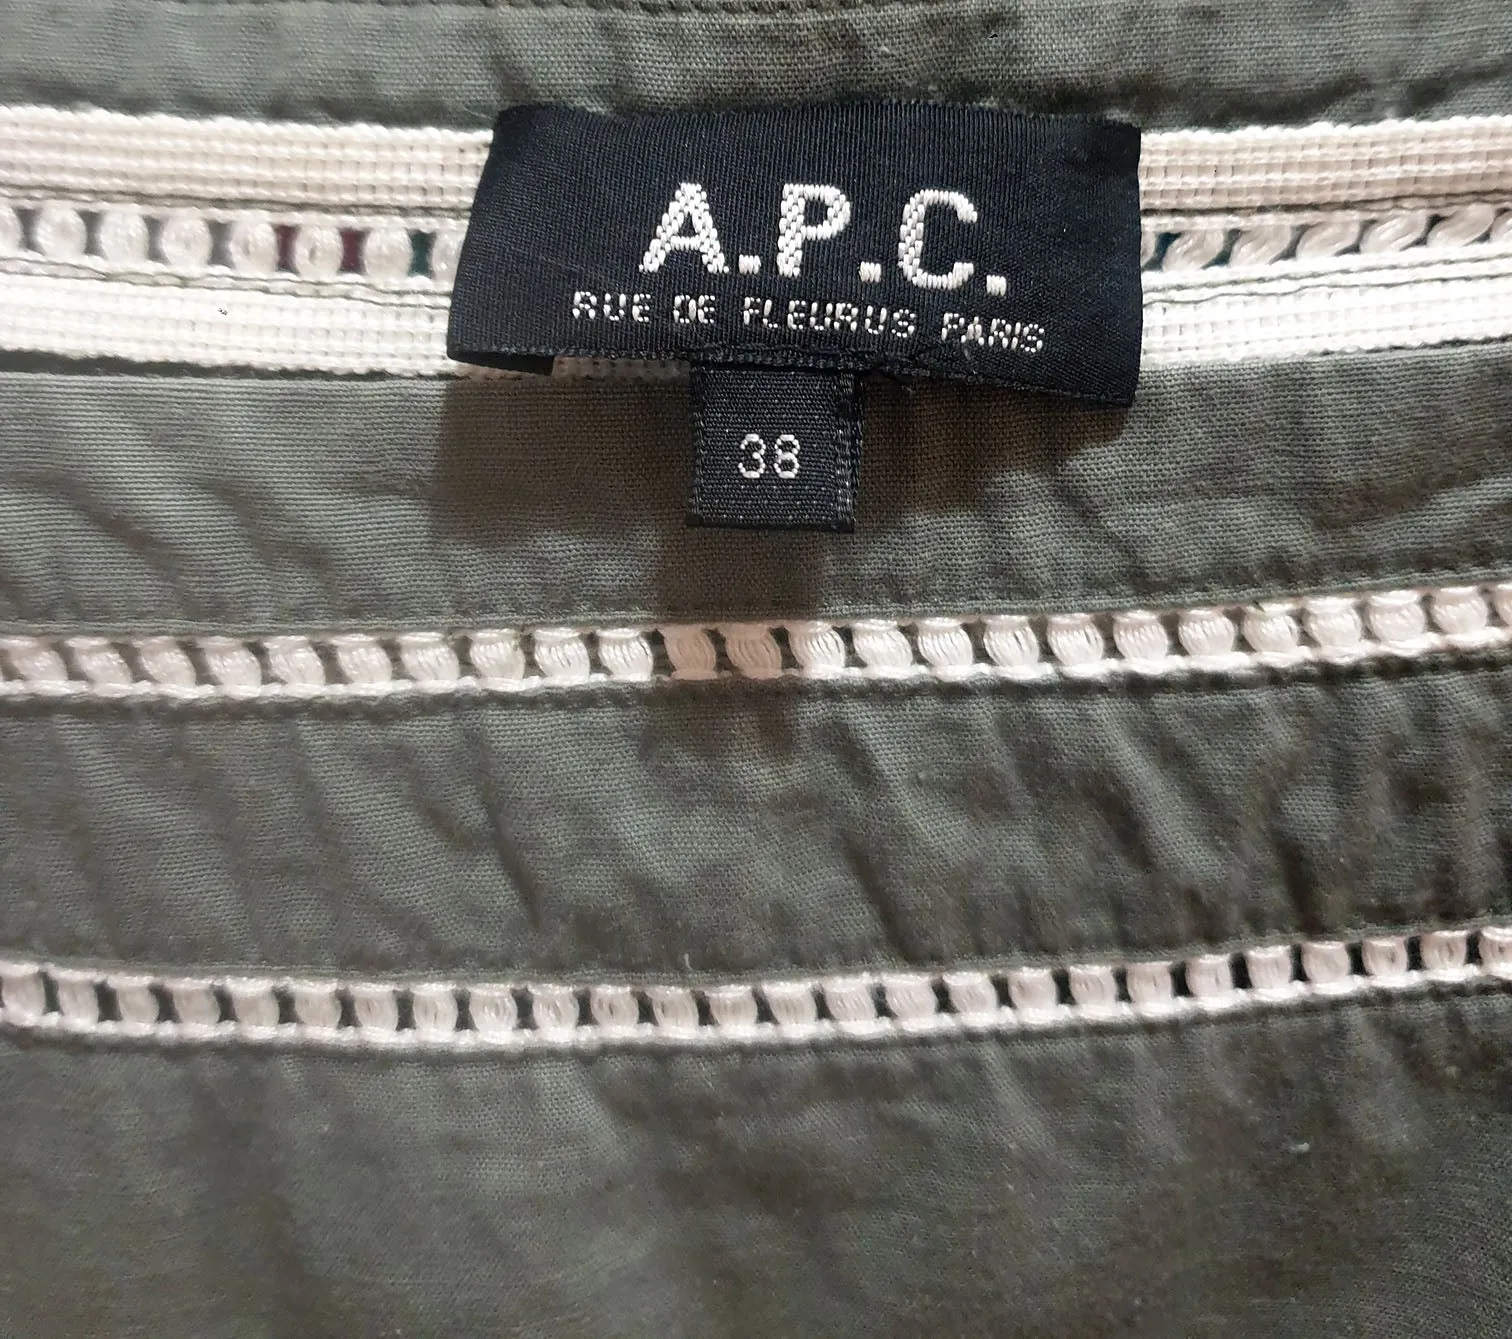 A.P.C.
RUE DE FLEURUS PARIS
38